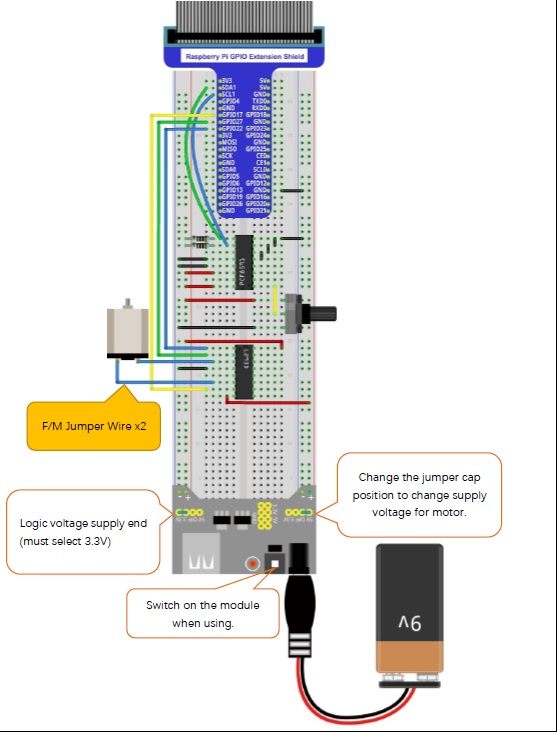 Raspberry Pi GPIO Extension Shield
3V3 5V
SDA1 5V
SCL1 GND
GPIO4 TXD0
GND RXD0
GPIO17 GPIO18
GPIO27 GND
GPIO22 GPIO23
3V3 GPIO24
MOSI GND
MISO GPIO25
SCK CE0
GND CE1
SDA0 SCL0
GPIO5 GND
GPIO6 GPIO12
GPIO13 GND
GPIO19 GPIO16
GPIO26 GPIO20
GND GPIO21
PCF8591
L293D
F/M Jumper Wire x2
Change the jumper cap
position to change supply
voltage for motor.
Logic voltage supply end
(must select 3.3V)
Switch on the module
when using.
9V